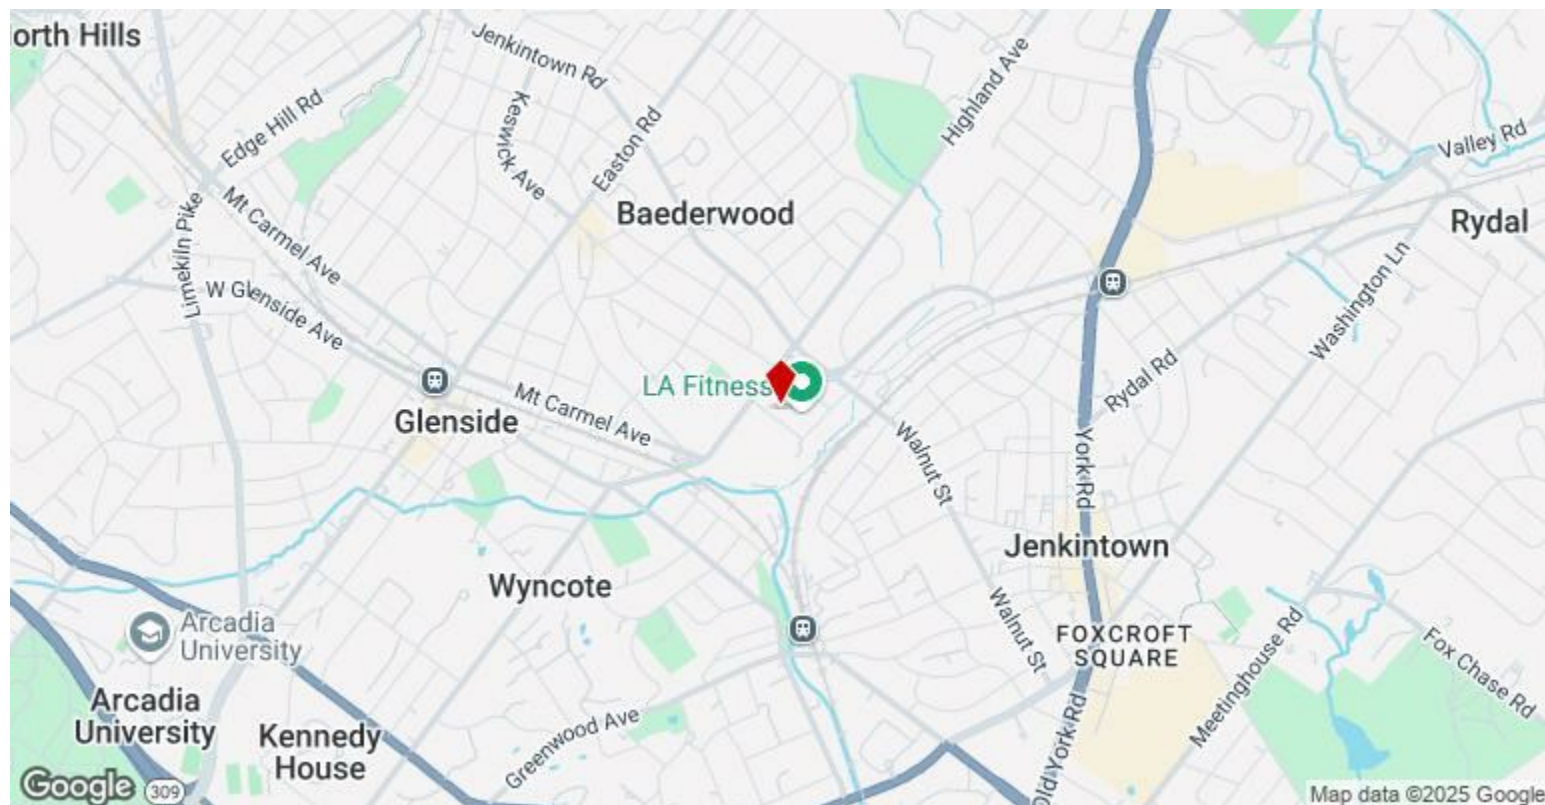 orth Hills
Jenkintown Rd
Edge Hill Rd
Keswick Ave
Easton Rd
Highland Ave
Valley Rd
Baederwood
Rydal
Mt Carmel Ave
Limekiln Pike
W Glenside Ave
Washington Ln
LA Fitness
Rydal Rd
Glenside
Mt Carmel Ave
Walnut St
York Rd
Jenkintown
Wyncote
Walnut St
Arcadia
University
FOXCROFT
SQUARE
Meetinghouse Rd
Fox Chase Rd
Arcadia
University
Kennedy
House
Greenwood Ave
Old York Rd
Google
309
Map data ©2025 Google